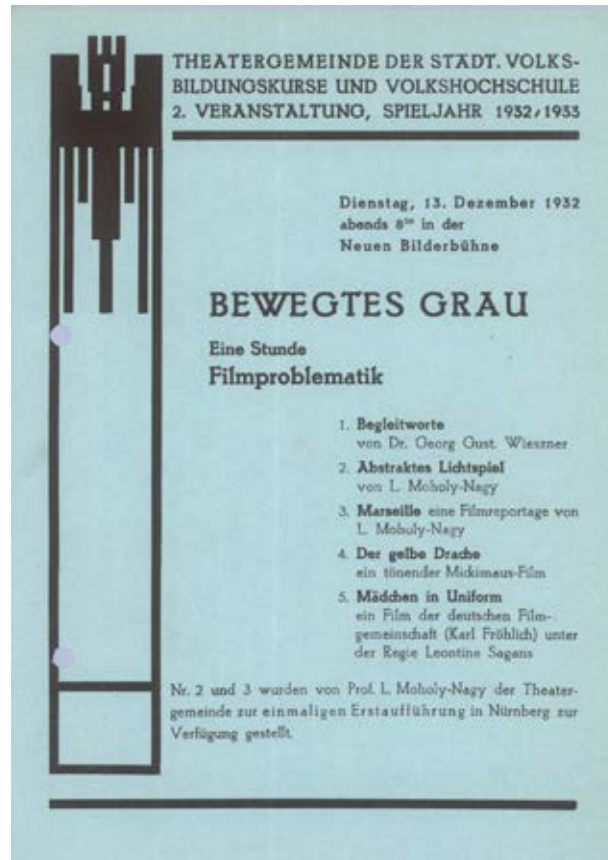 THEATERGEMEINDE DER STÄDT. VOLKS-
BILDUNGSKURSE UND VOLKSHOCHSCHULE
2. VERANSTALTUNG, SPIELJAHR 1932/1933
Dienstag, 13. Dezember 1932
abends 8³⁰ in der
Neuen Bilderbühne
BEWEGTES GRAU
Eine Stunde
Filmproblematik
1. Begleitworte
von Dr. Georg Gust. Wieszner
2. Abstraktes Lichtspiel
von L. Moholy-Nagy
3. Marseille eine Filmreportage von
L. Moholy-Nagy
4. Der gelbe Drache
ein tönender Mickimaus-Film
5. Mädchen in Uniform
ein Film der deutschen Film-
gemeinschaft (Karl Fröhlich) unter
der Regie Leontine Sagans
Nr. 2 und 3 wurden von Prof. L. Moholy-Nagy der Theater-
gemeinde zur einmaligen Erstaufführung in Nürnberg zur
Verfügung gestellt.